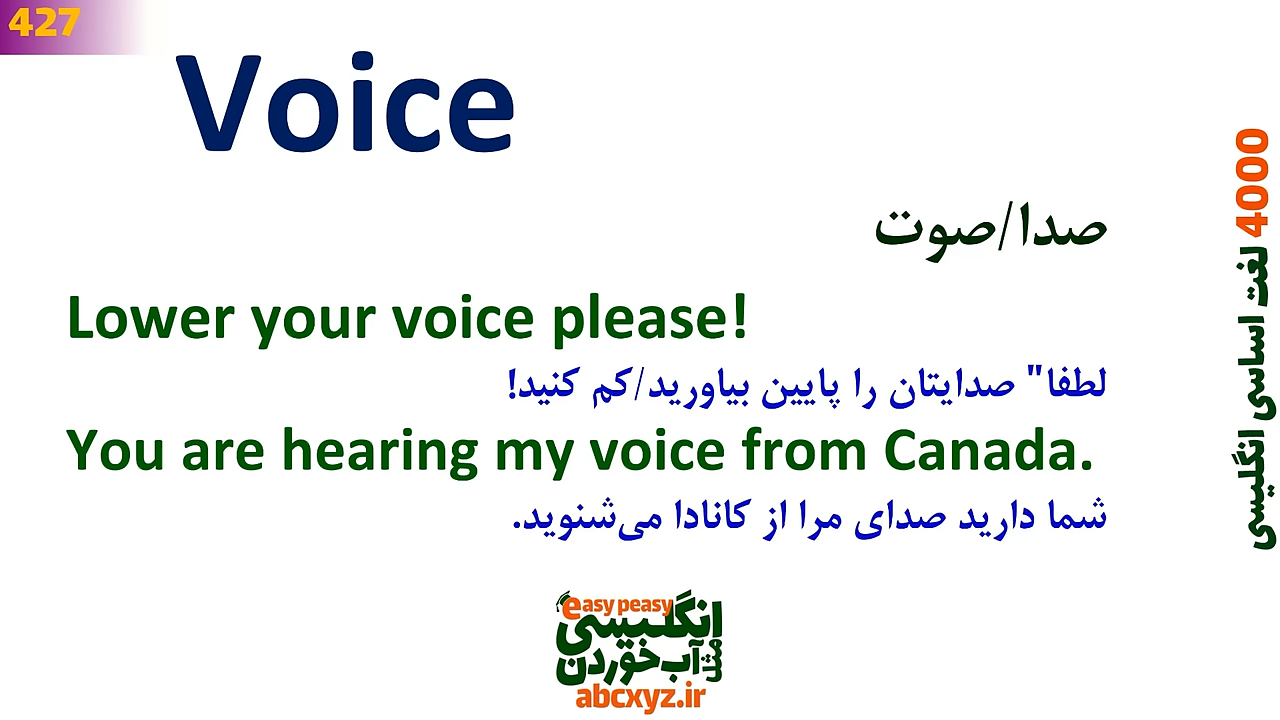 427
Voice
صدا/صوت
Lower your voice please!
لطفا" صدایتان را پایین بیاورید/کم کنید!
You are hearing my voice from Canada.
شما دارید صدای مرا از کانادا می‌شنوید.
4000 لغت اساسی انگلیسی
easy peasy
انگلیسی
مثل آب خوردن
abcxyz.ir